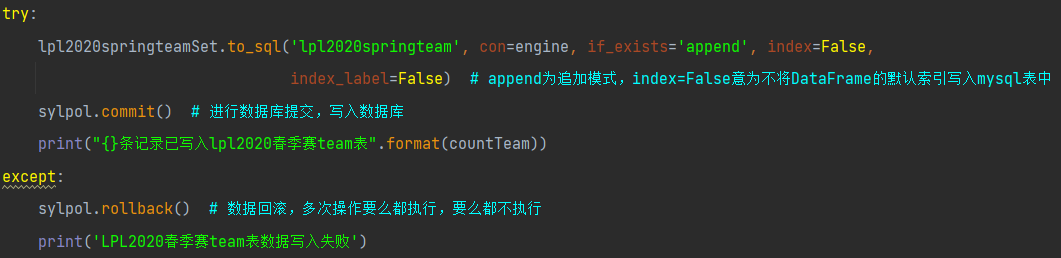 try:
    lpl2020springteamSet.to_sql('lpl2020springteam', con=engine, if_exists='append', index=False,
                                index_label=False)  # append为追加模式，index=False意为不将DataFrame的默认索引写入mysql表中
    sylpol.commit()  # 进行数据库提交，写入数据库
    print("{}条记录已写入lpl2020春季赛team表".format(countTeam))
except:
    sylpol.rollback()  # 数据回滚，多次操作要么都执行，要么都不执行
    print('LPL2020春季赛team表数据写入失败')